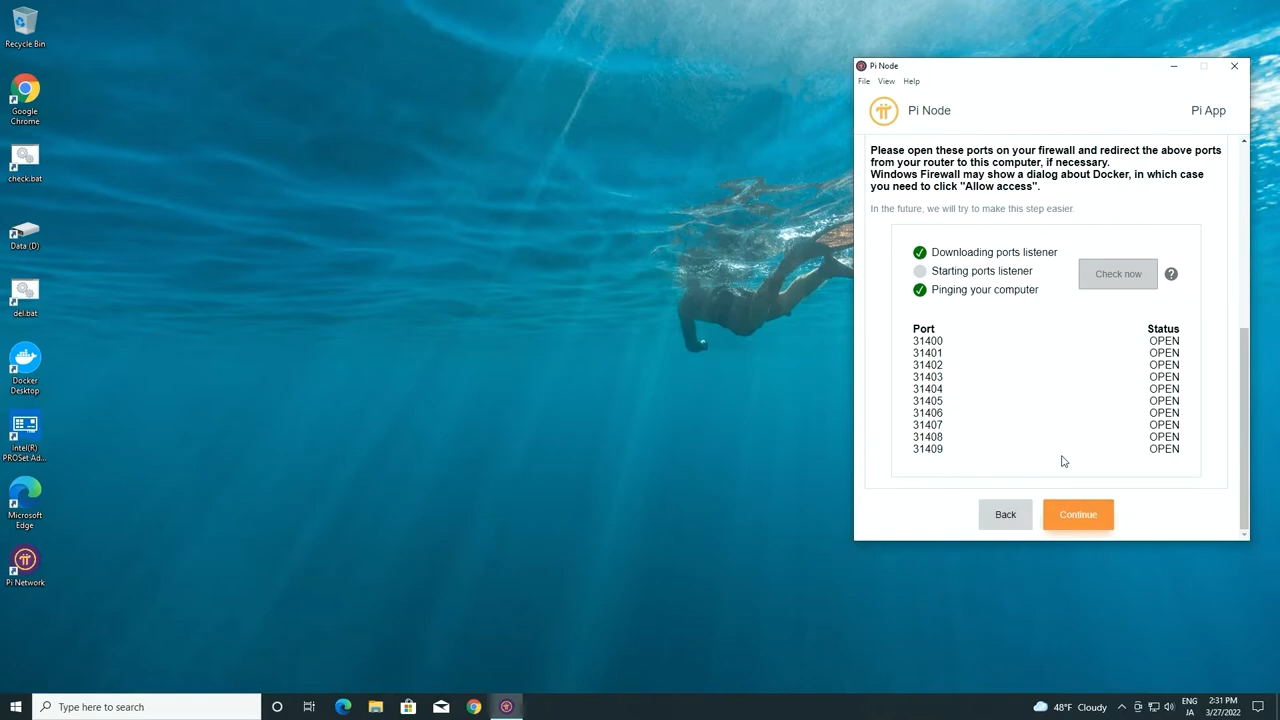 Recycle Bin
Google
Chrome
check.bat
Data (D)
del.bat
Docker
Desktop
Intel(R)
PROSet Ad...
Microsoft
Edge
Pi Network
Pi Node
File View Help
Pi Node
Pi App
Please open these ports on your firewall and redirect the above ports
from your router to this computer, if necessary.
Windows Firewall may show a dialog about Docker, in which case
you need to click "Allow access".
In the future, we will try to make this step easier.
Downloading ports listener
Starting ports listener
Pinging your computer
Check now
?
Port Status
31400 OPEN
31401 OPEN
31402 OPEN
31403 OPEN
31404 OPEN
31405 OPEN
31406 OPEN
31407 OPEN
31408 OPEN
31409 OPEN
Back
Continue
Type here to search
48°F Cloudy
ENG
JA
2:31 PM
3/27/2022